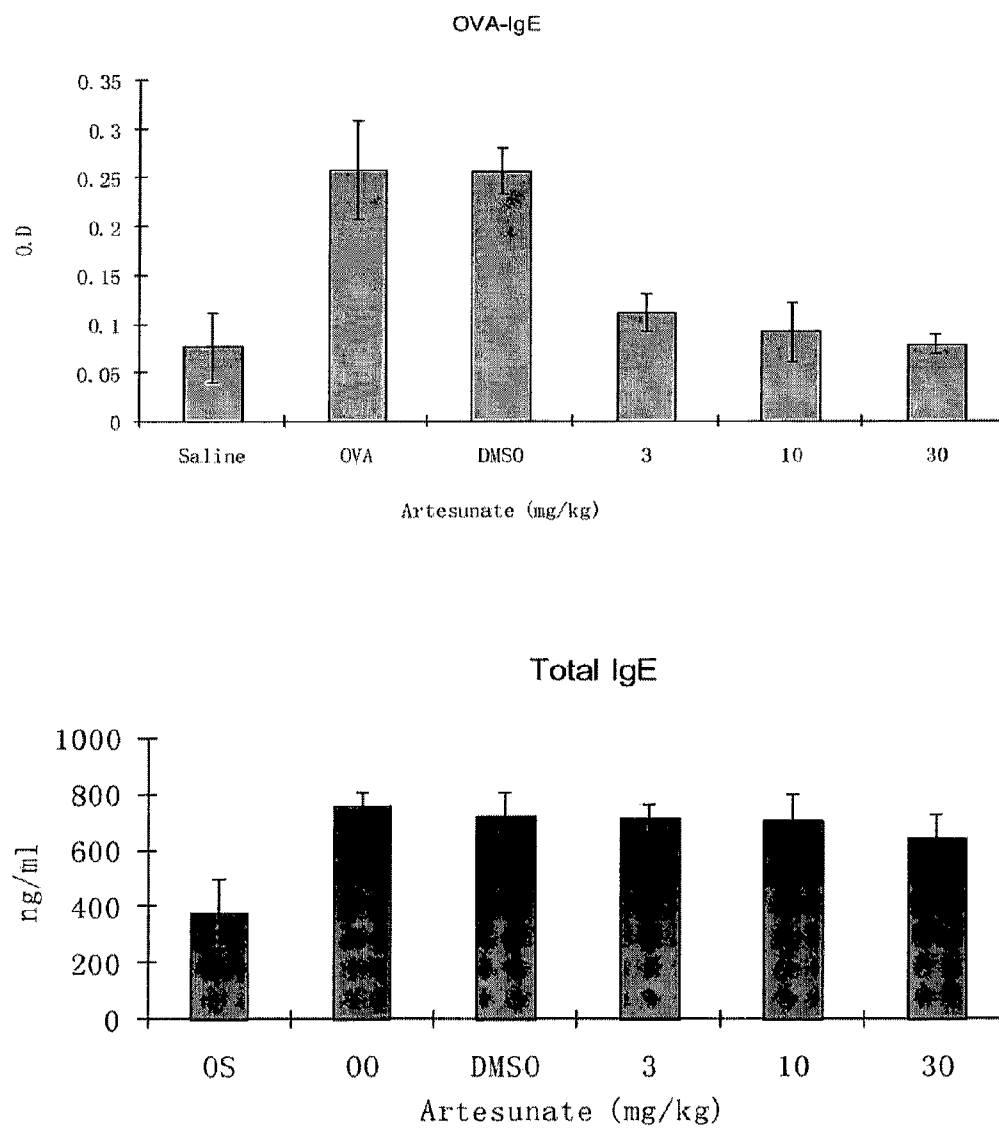 OVA-IgE
0.35
0.3
0.25
0.2
0.15
0.1
0.05
0
O.D
Saline OVA DMSO 3 10 30
Artesunate (mg/kg)
Total IgE
1000
800
600
400
200
0
ng/ml
OS OO DMSO 3 10 30
Artesunate (mg/kg)